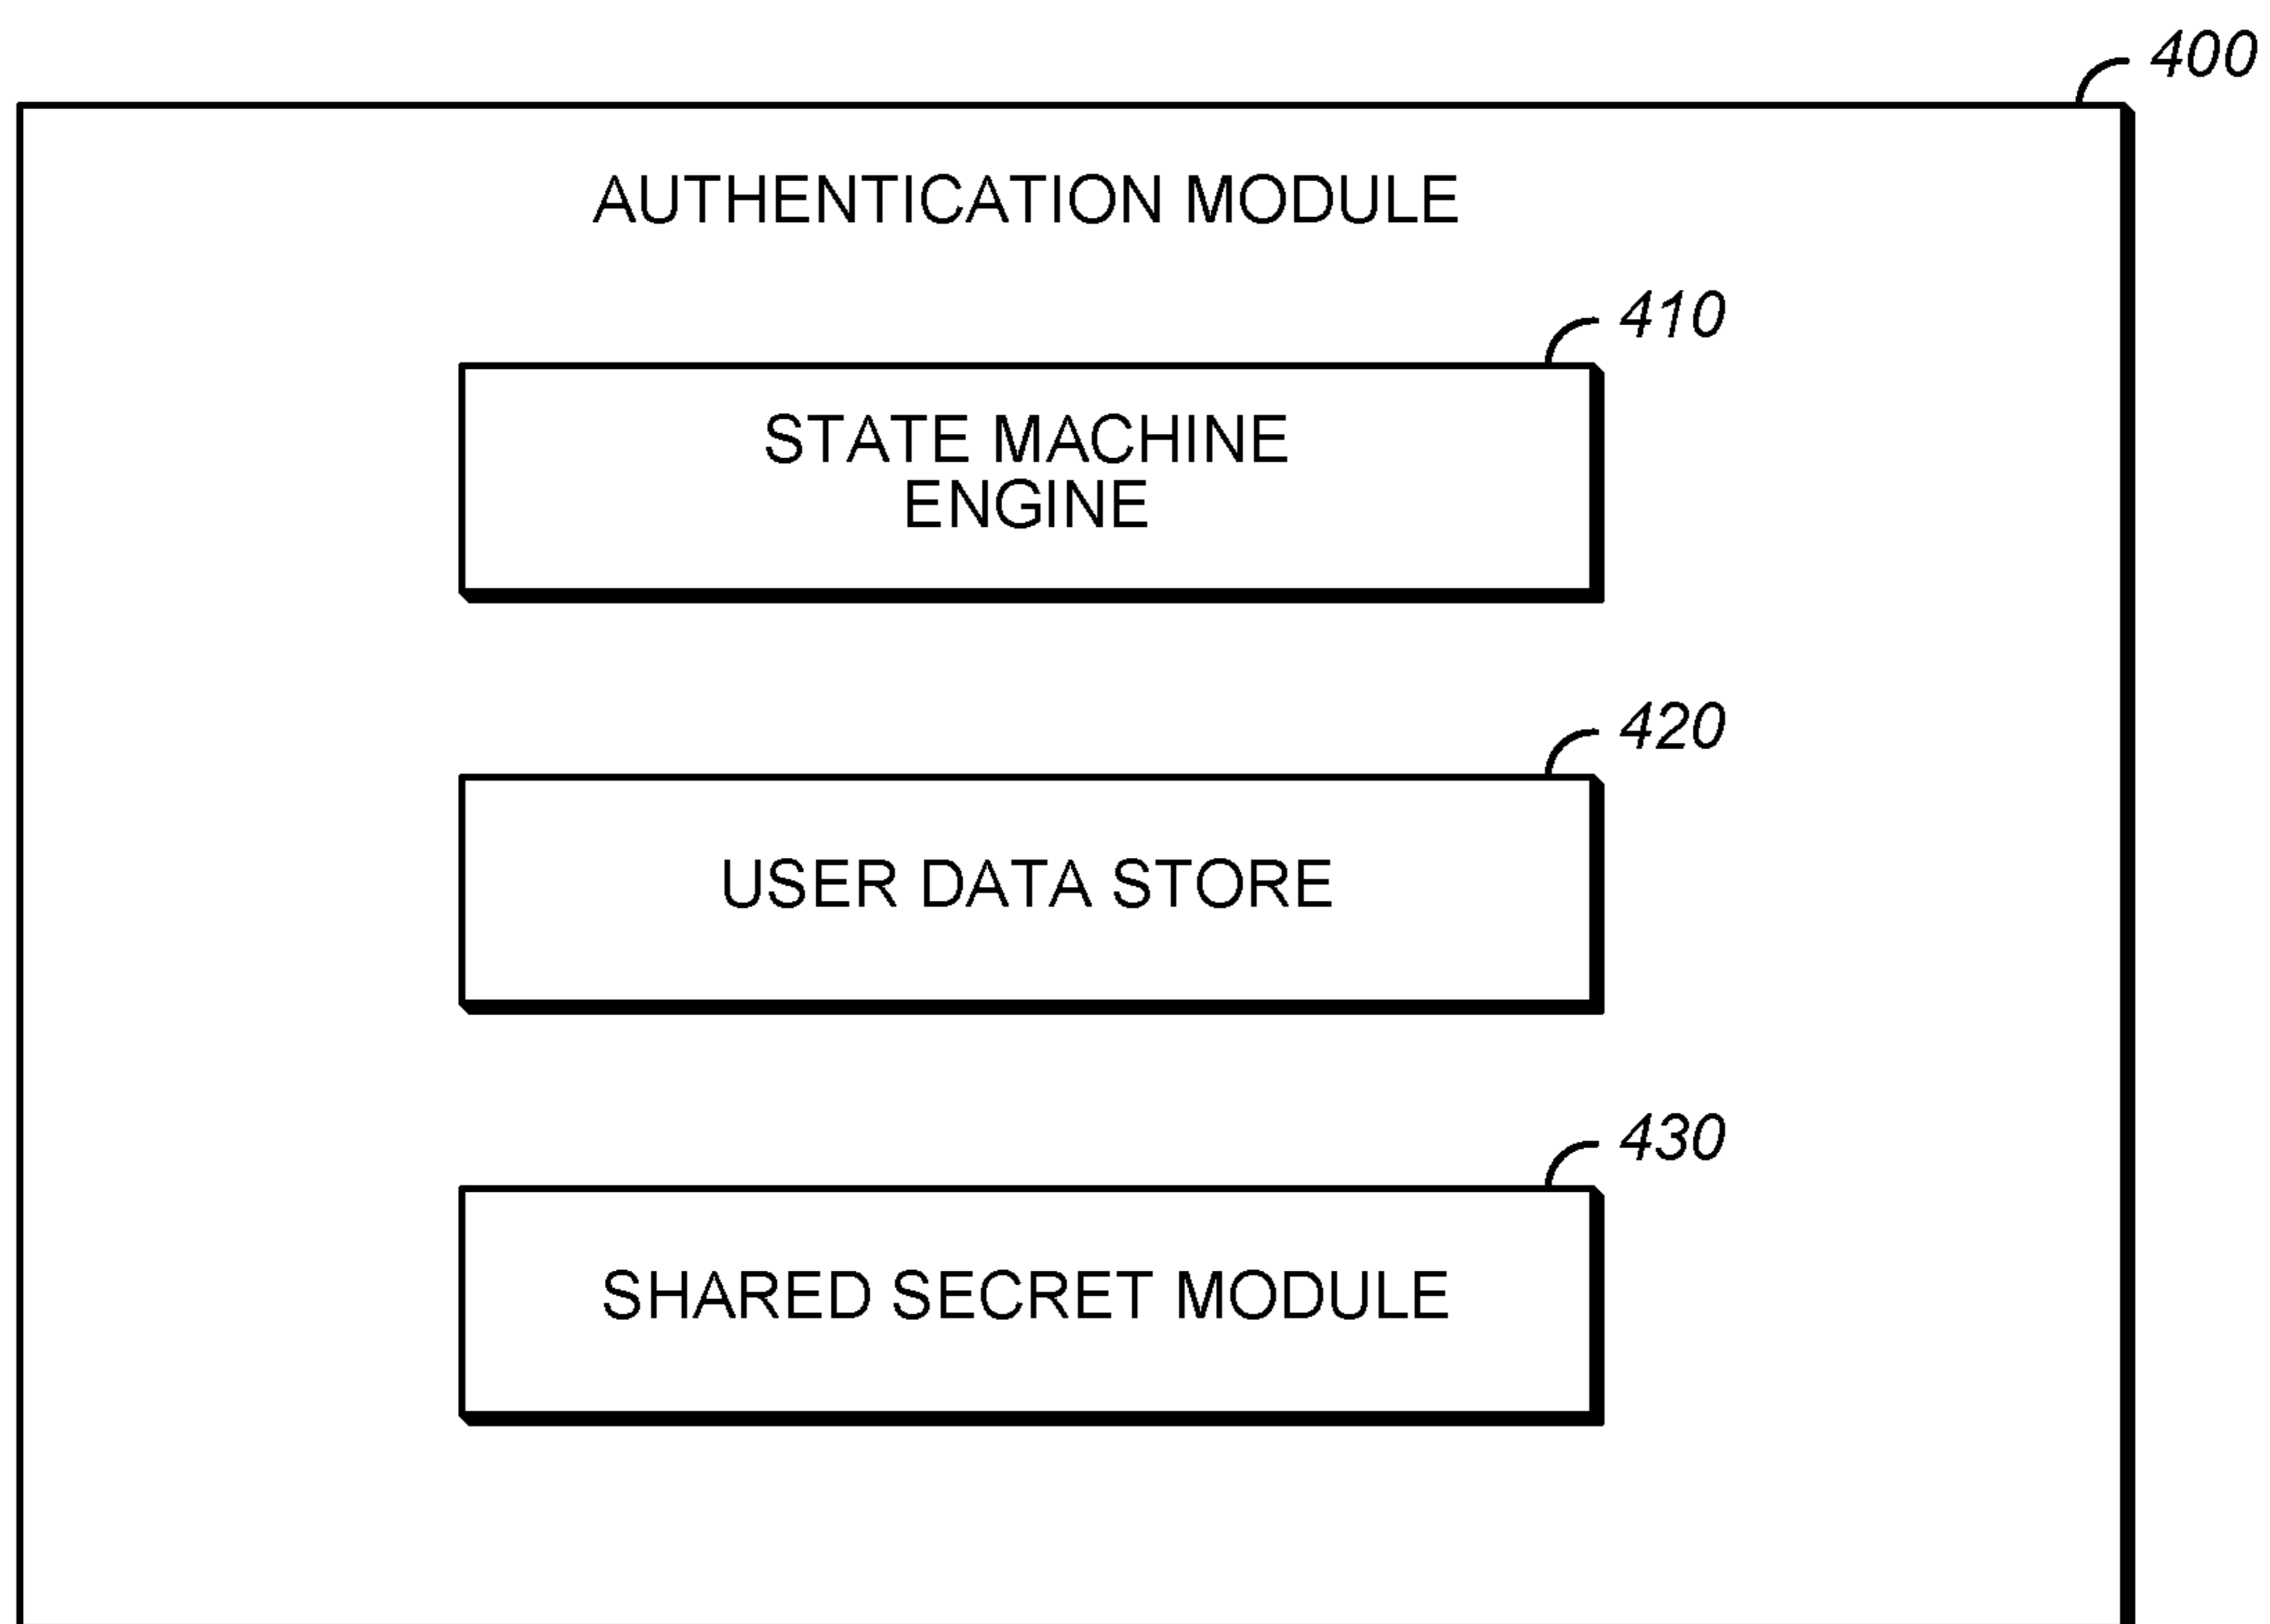 400
AUTHENTICATION MODULE
410
STATE MACHINE
ENGINE
420
USER DATA STORE
430
SHARED SECRET MODULE